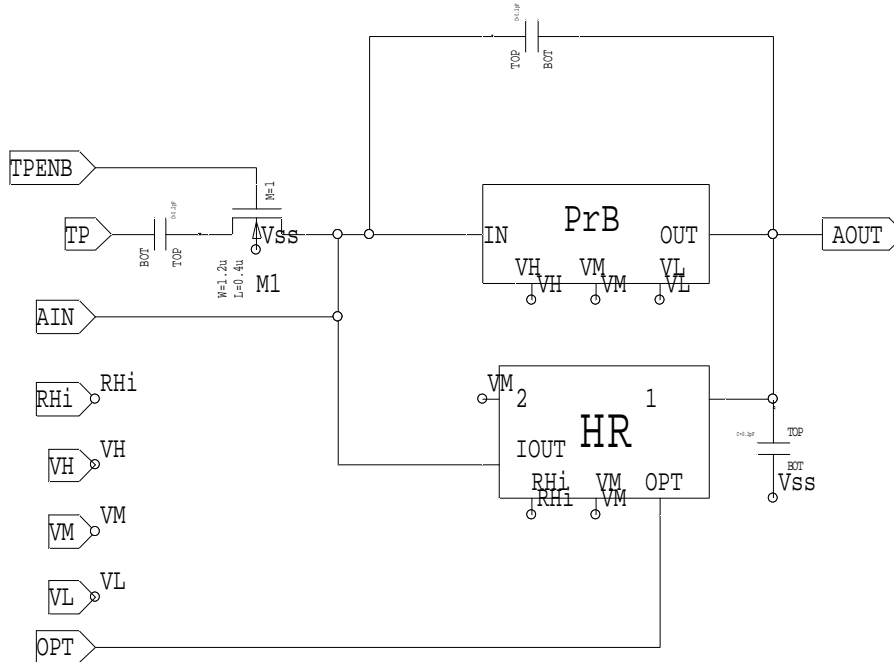 TOP
BOT
TPENB
M=1
TP
BOT
TOP
Vss
W=1.2u
L=0.4u
M1
PrB
IN
OUT
VH
VM
VL
VH
VM
VL
AOUT
AIN
RHi
RHi
VM
2
1
HR
IOUT
RHi
VM
OPT
RHi
VM
C=0.2pF
TOP
BOT
Vss
VH
VH
VM
VM
VL
VL
OPT